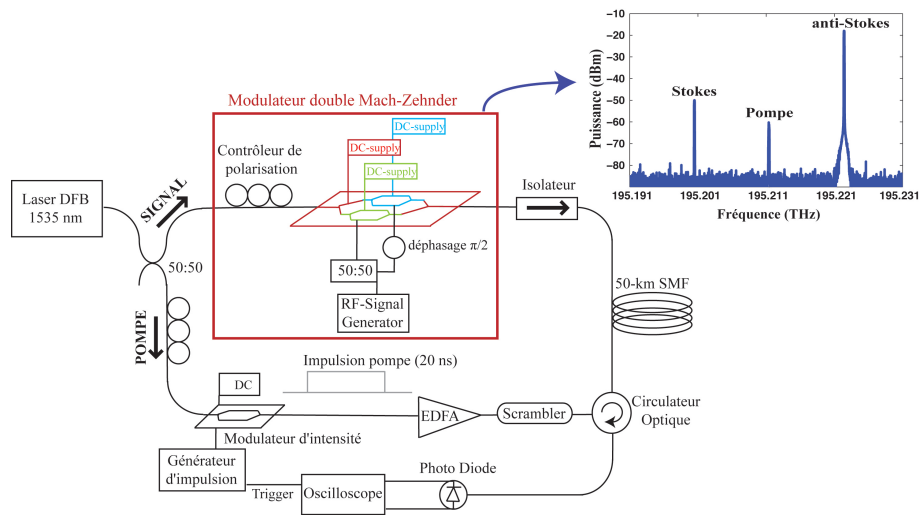 Modulateur double Mach-Zehnder
DC-supply
DC-supply
DC-supply
Contrôleur de
polarisation
Laser DFB
1535 nm
SIGNAL
50:50
POMPE
déphasage π/2
50:50
RF-Signal
Generator
Isolateur
50-km SMF
Impulsion pompe (20 ns)
DC
EDFA
Scrambler
Circulateur
Optique
Modulateur d'intensité
Générateur
d'impulsion
Trigger
Oscilloscope
Photo Diode
Puissance (dBm)
-10
-20
-30
-40
-50
-60
-70
-80
anti-Stokes
Stokes
Pompe
195.191 195.201 195.211 195.221 195.231
Fréquence (THz)